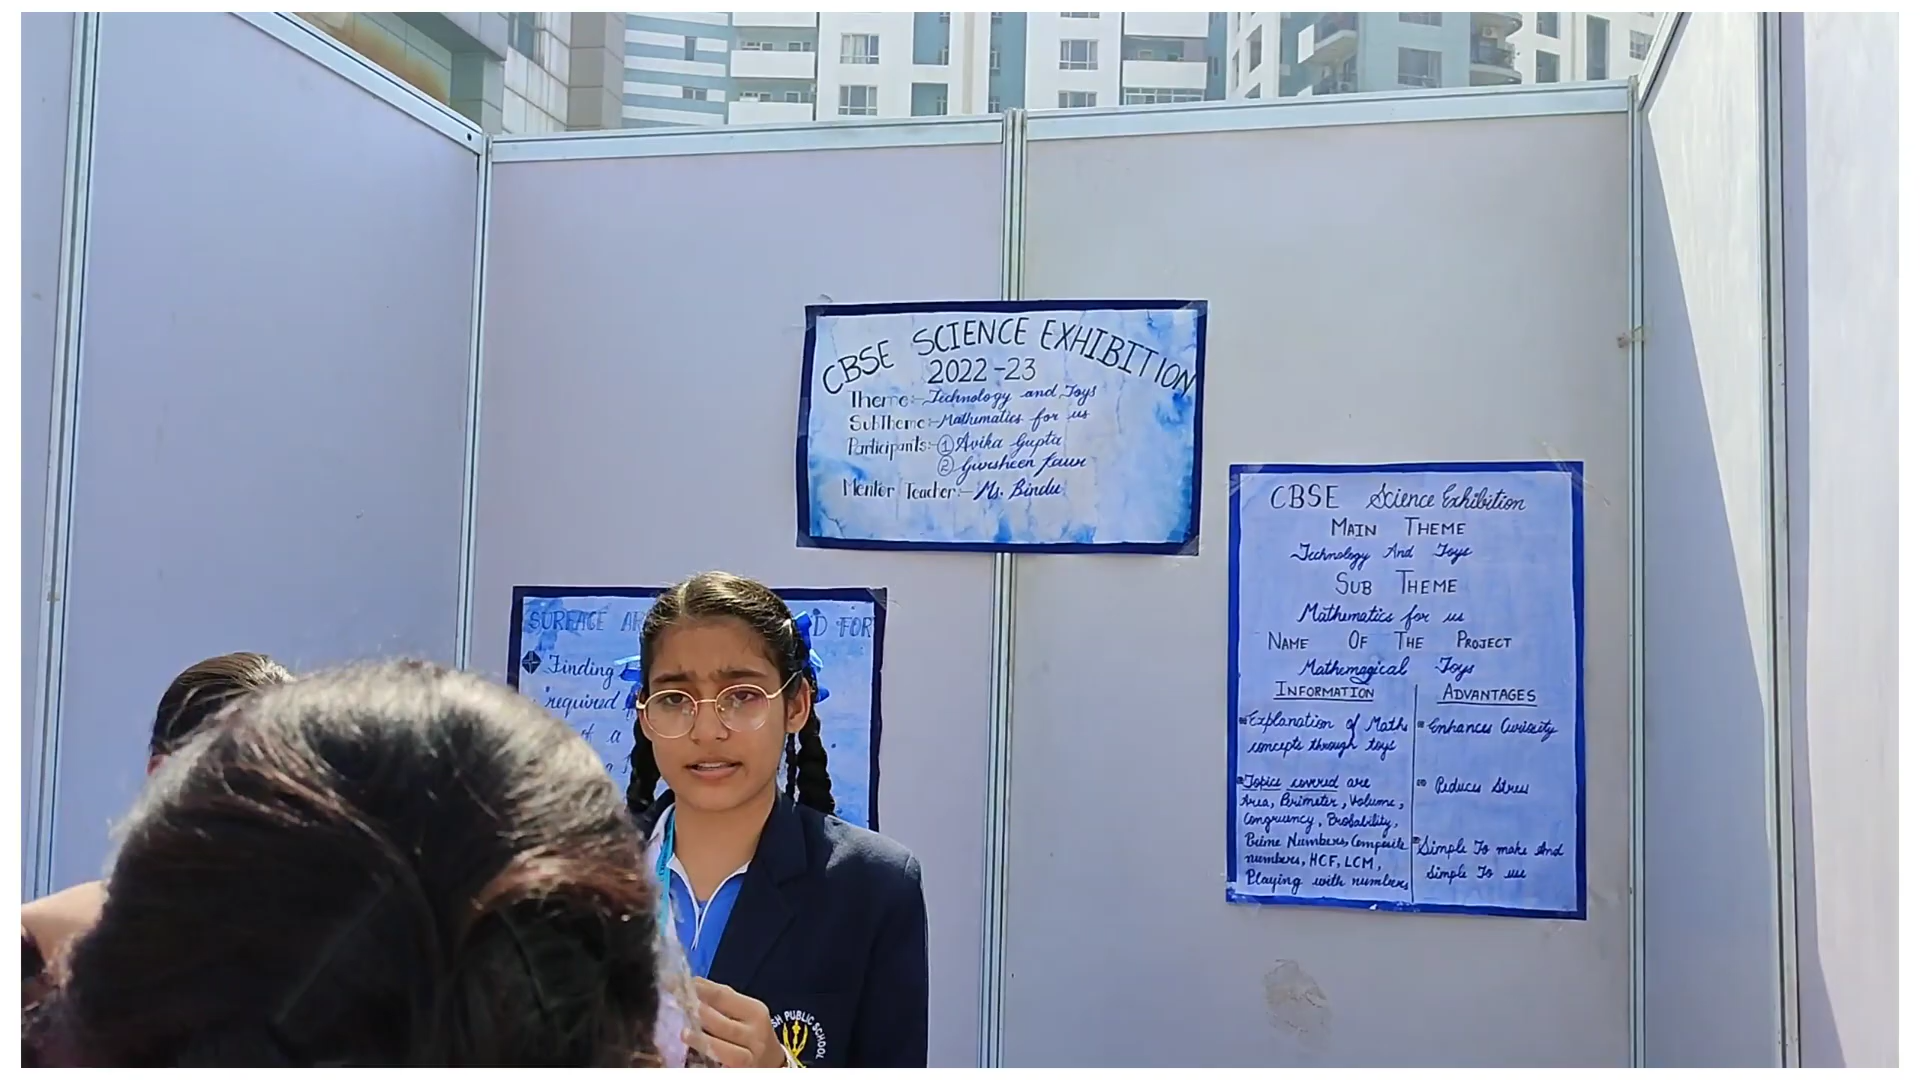 CBSE SCIENCE EXHIBITION
2022-23
Theme:- Technology and Toys
SubTheme:- Mathematics for us
Participants:- ① Avika Gupta
② Gursheen Kaur
Mentor Teacher:- Ms. Bindu
CBSE Science Exhibition
MAIN THEME
Technology And Toys
SUB THEME
Mathematics for us
NAME OF THE PROJECT
Mathemagical Toys
INFORMATION
Explanation of Maths
concepts through toys
Topics covered are
Area, Perimeter, Volume,
Congruency, Probability,
Prime Numbers, Composite
numbers, HCF, LCM,
Playing with numbers
ADVANTAGES
Enhances Curiosity
Reduces Stress
Simple To make And
Simple To use
SURFACE
FOR
Finding
required
of a
PUBLIC SCHOOL